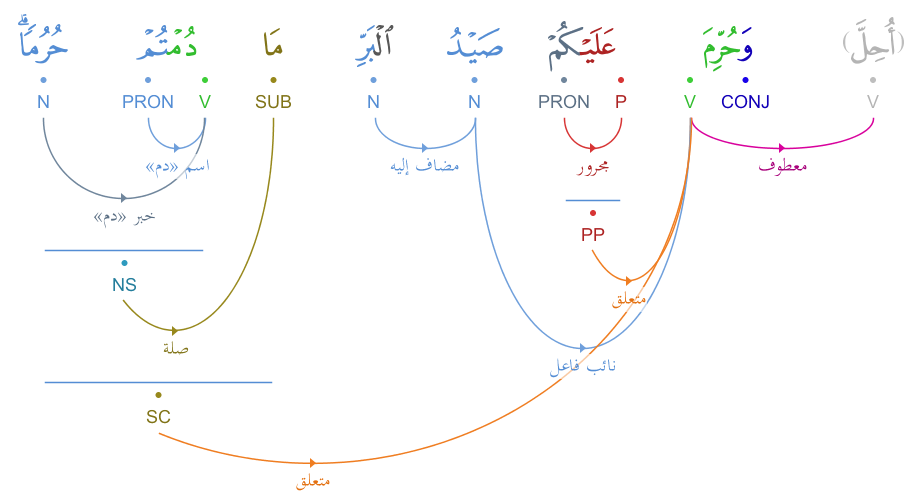 (أُحِلَّ) وَحُرِّمَ عَلَيْكُمْ صَيْدُ ٱلْبَرِّ مَا دُمْتُمْ حُرُمًا ۗ
V CONJ V P PRON N N SUB V PRON N
معطوف
مجرور
مضاف إليه
اسم «دم»
خبر «دم»
PP
NS
متعلق
صلة
نائب فاعل
SC
متعلق